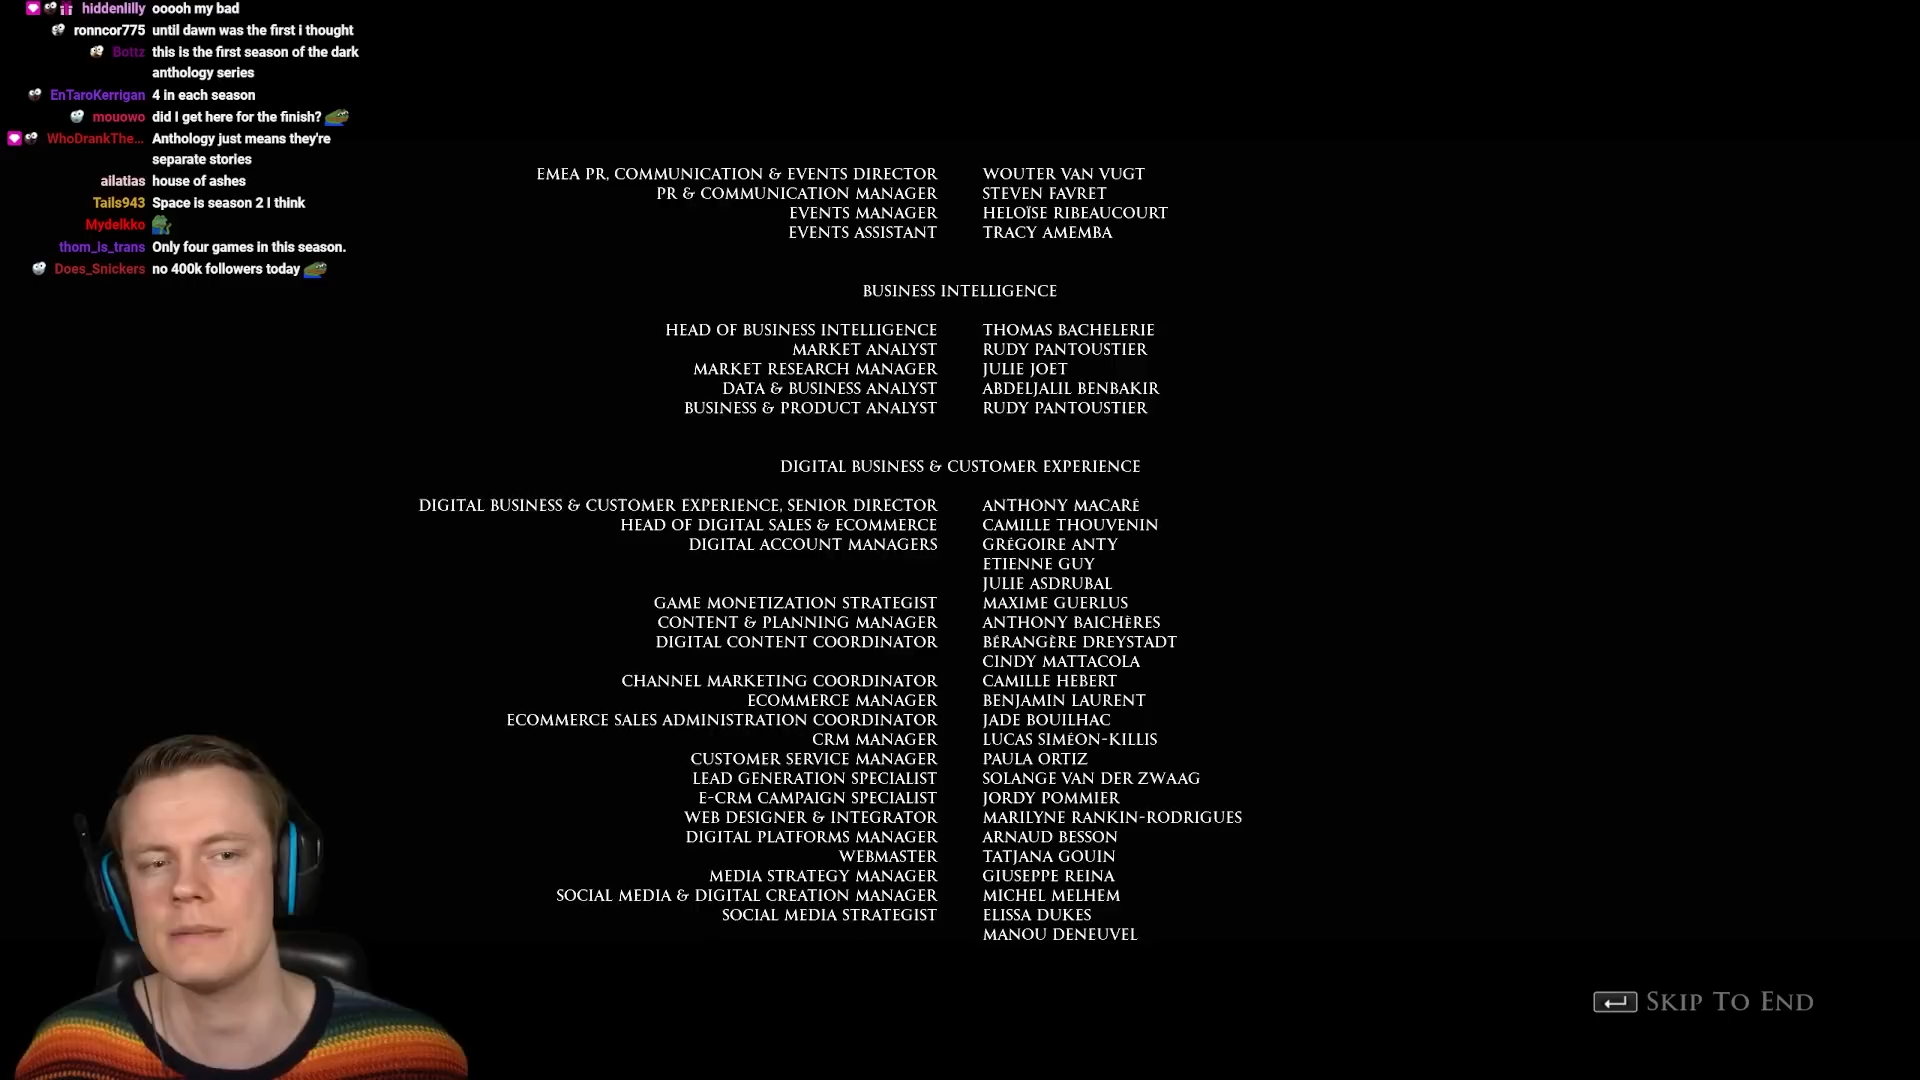 hiddenlilly ooooh my bad
ronncor775 until dawn was the first i thought
Bottz this is the first season of the dark
anthology series
EnTaroKerrigan 4 in each season
mouowo did I get here for the finish?
WhoDrankThe... Anthology just means they're
separate stories
ailatias house of ashes
Tails943 Space is season 2 I think
Mydelkko
thom_is_trans Only four games in this season.
Does_Snickers no 400k followers today
EMEA PR, COMMUNICATION & EVENTS DIRECTOR WOUTER VAN VUGT
PR & COMMUNICATION MANAGER STEVEN FAVRET
EVENTS MANAGER HELOÏSE RIBEAUCOURT
EVENTS ASSISTANT TRACY AMEMBA
BUSINESS INTELLIGENCE
HEAD OF BUSINESS INTELLIGENCE THOMAS BACHELERIE
MARKET ANALYST RUDY PANTOUSTIER
MARKET RESEARCH MANAGER JULIE JOET
DATA & BUSINESS ANALYST ABDELJALIL BENBAKIR
BUSINESS & PRODUCT ANALYST RUDY PANTOUSTIER
DIGITAL BUSINESS & CUSTOMER EXPERIENCE
DIGITAL BUSINESS & CUSTOMER EXPERIENCE, SENIOR DIRECTOR ANTHONY MACARÉ
HEAD OF DIGITAL SALES & ECOMMERCE CAMILLE THOUVENIN
DIGITAL ACCOUNT MANAGERS GRÉGOIRE ANTY
ETIENNE GUY
JULIE ASDRUBAL
GAME MONETIZATION STRATEGIST MAXIME GUERLUS
CONTENT & PLANNING MANAGER ANTHONY BAICHÈRES
DIGITAL CONTENT COORDINATOR BÉRANGÈRE DREYSTADT
CINDY MATTACOLA
CHANNEL MARKETING COORDINATOR CAMILLE HEBERT
ECOMMERCE MANAGER BENJAMIN LAURENT
ECOMMERCE SALES ADMINISTRATION COORDINATOR JADE BOUILHAC
CRM MANAGER LUCAS SIMÉON-KILLIS
CUSTOMER SERVICE MANAGER PAULA ORTIZ
LEAD GENERATION SPECIALIST SOLANGE VAN DER ZWAAG
E-CRM CAMPAIGN SPECIALIST JORDY POMMIER
WEB DESIGNER & INTEGRATOR MARILYNE RANKIN-RODRIGUES
DIGITAL PLATFORMS MANAGER ARNAUD BESSON
WEBMASTER TATJANA GOUIN
MEDIA STRATEGY MANAGER GIUSEPPE REINA
SOCIAL MEDIA & DIGITAL CREATION MANAGER MICHEL MELHEM
SOCIAL MEDIA STRATEGIST ELISSA DUKES
MANOU DENEUVEL
SKIP TO END